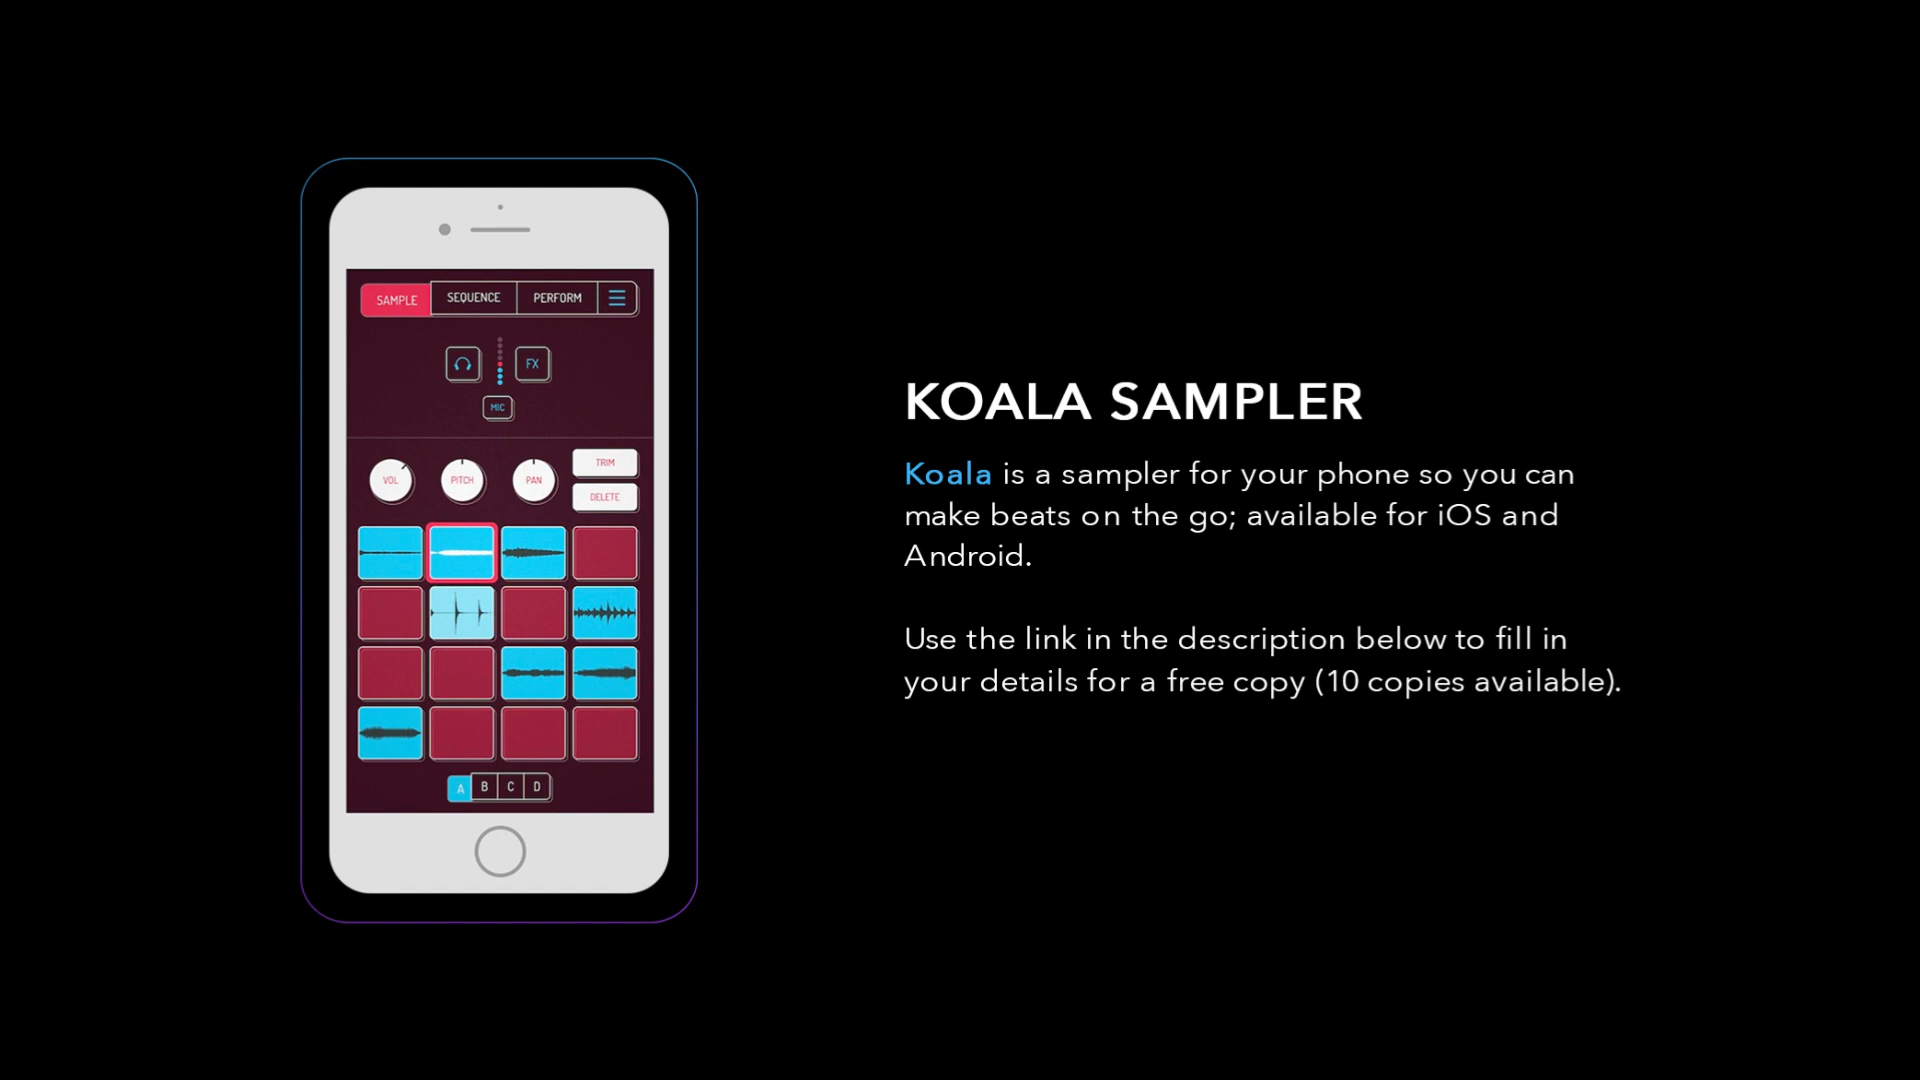 SAMPLE SEQUENCE PERFORM
FX
MIC
VOL PITCH PAN TRIM
DELETE
A B C D
KOALA SAMPLER
Koala is a sampler for your phone so you can
make beats on the go; available for iOS and
Android.
Use the link in the description below to fill in
your details for a free copy (10 copies available).